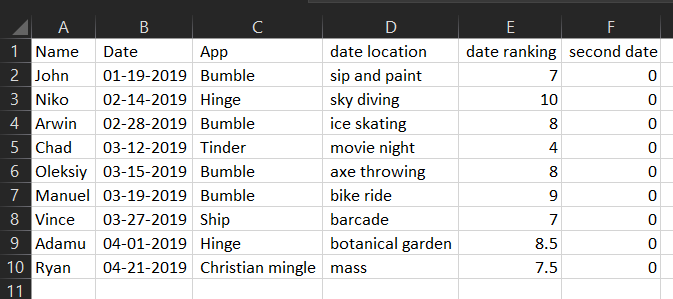 A B C D E F
1 Name Date App date location date ranking second date
2 John 01-19-2019 Bumble sip and paint 7 0
3 Niko 02-14-2019 Hinge sky diving 10 0
4 Arwin 02-28-2019 Bumble ice skating 8 0
5 Chad 03-12-2019 Tinder movie night 4 0
6 Oleksiy 03-15-2019 Bumble axe throwing 8 0
7 Manuel 03-19-2019 Bumble bike ride 9 0
8 Vince 03-27-2019 Ship barcade 7 0
9 Adamu 04-01-2019 Hinge botanical garden 8.5 0
10 Ryan 04-21-2019 Christian mingle mass 7.5 0
11